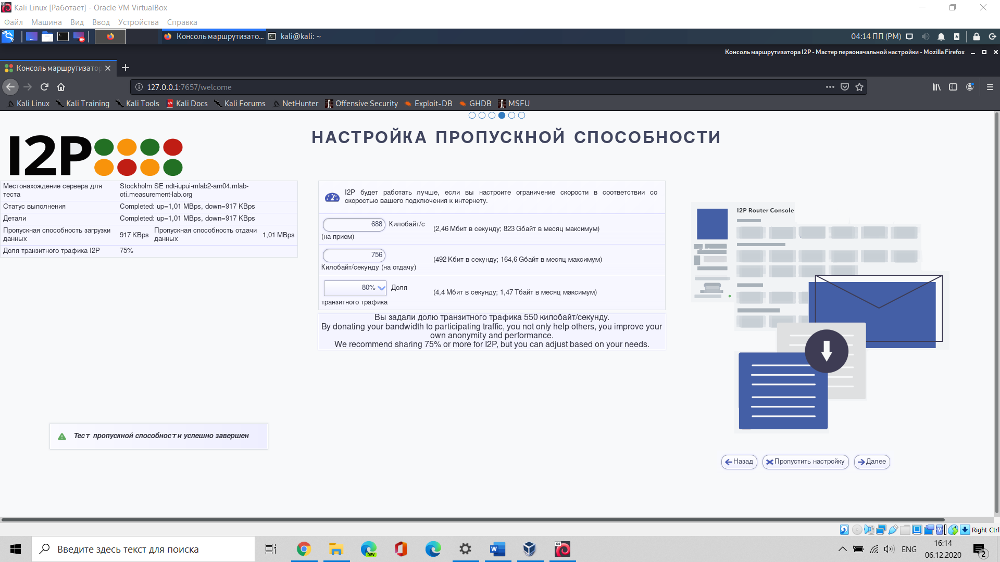 Kali Linux [Работает] - Oracle VM VirtualBox
Файл Машина Вид Ввод Устройства Справка
Консоль маршрутизато... kali@kali: ~ 04:14 ПП (PM)
Консоль маршрутизатора I2P - Мастер первоначальной настройки - Mozilla Firefox
Консоль маршрутизатор
127.0.0.1:7657/welcome
Kali Linux Kali Training Kali Tools Kali Docs Kali Forums NetHunter Offensive Security Exploit-DB GHDB MSFU
НАСТРОЙКА ПРОПУСКНОЙ СПОСОБНОСТИ
I2P
Местонахождение сервера для теста
Stockholm SE ndt-iupui-mlab2-arn04.mlab-
oti.measurement-lab.org
Статус выполнения Completed: up=1,01 MBps, down=917 KBps
Детали Completed: up=1,01 MBps, down=917 KBps
Пропускная способность загрузки данных 917 KBps Пропускная способность отдачи данных 1,01 MBps
Доля транзитного трафика I2P 75%
Тест пропускной способности успешно завершен
I2P будет работать лучше, если вы настроите ограничение скорости в соответствии со
скоростью вашего подключения к интернету.
688 Килобайт/с
(на прием)
(2,46 Мбит в секунду; 823 Gбайт в месяц максимум)
756
Килобайт/секунду (на отдачу)
(492 Kбит в секунду; 164,6 Gбайт в месяц максимум)
80% Доля
транзитного трафика
(4,4 Мбит в секунду; 1,47 Тбайт в месяц максимум)
Вы задали долю транзитного трафика 550 килобайт/секунду.
By donating your bandwidth to participating traffic, you not only help others, you improve your
own anonymity and performance.
We recommend sharing 75% or more for I2P, but you can adjust based on your needs.
I2P Router Console
Назад Пропустить настройку Далее
Right Ctrl
Введите здесь текст для поиска
DEV
64
ENG
16:14
06.12.2020
2